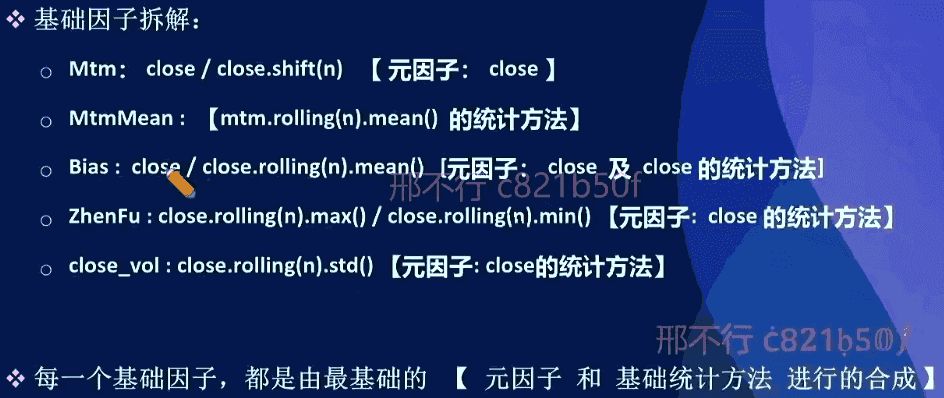 ❖ 基础因子拆解：
○ Mtm： close / close.shift(n) 【 元因子： close 】
○ MtmMean : 【mtm.rolling(n).mean() 的统计方法】
○ Bias : close / close.rolling(n).mean() [元因子： close 及 close 的统计方法]
邢不行 c821b50f
○ ZhenFu : close.rolling(n).max() / close.rolling(n).min() 【元因子: close 的统计方法】
○ close_vol : close.rolling(n).std() 【元因子: close的统计方法】
邢不行 c821b50f
❖ 每一个基础因子，都是由最基础的 【 元因子 和 基础统计方法 进行的合成 】